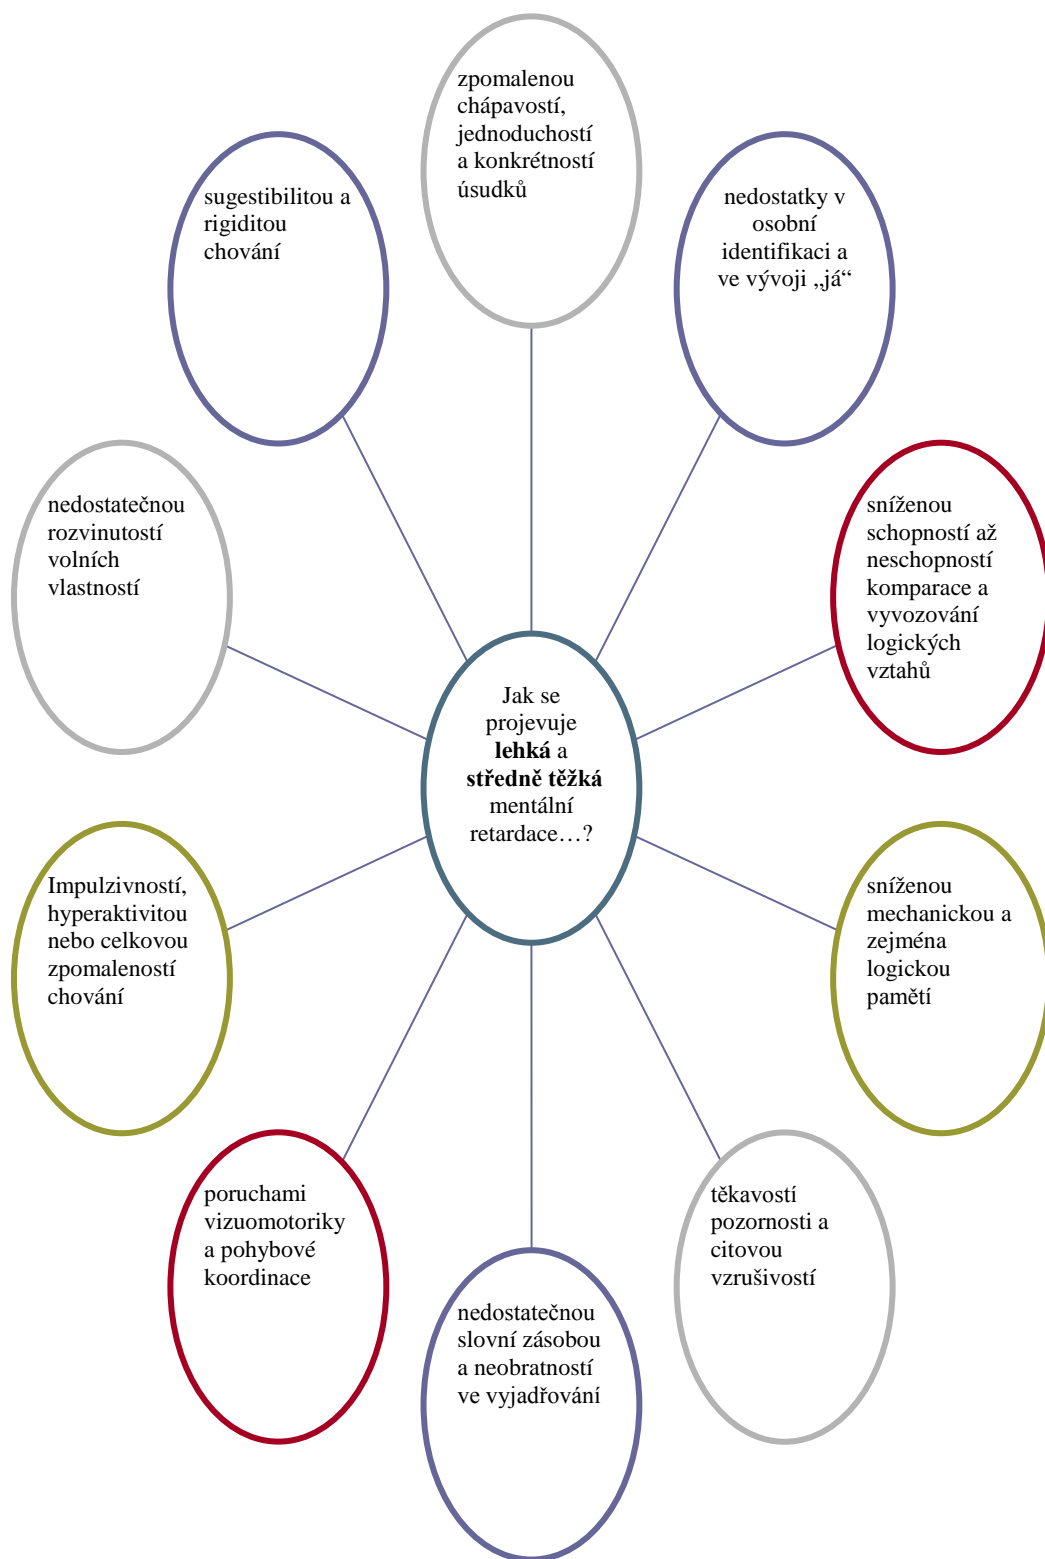 zpomalenou
chápavostí,
jednoduchostí
a konkrétností
úsudků
sugestibilitou a
rigiditou
chování
nedostatky v
osobní
identifikaci a
ve vývoji „já“
nedostatečnou
rozvinutostí
volních
vlastností
sníženou
schopností až
neschopností
komparace a
vyvozování
logických
vztahů
Jak se
projevuje
lehká a
středně těžká
mentální
retardace…?
Impulzivností,
hyperaktivitou
nebo celkovou
zpomaleností
chování
sníženou
mechanickou a
zejména
logickou
pamětí
poruchami
vizuomotoriky
a pohybové
koordinace
těkavostí
pozornosti a
citovou
vzrušivostí
nedostatečnou
slovní zásobou
a neobratností
ve vyjadřování